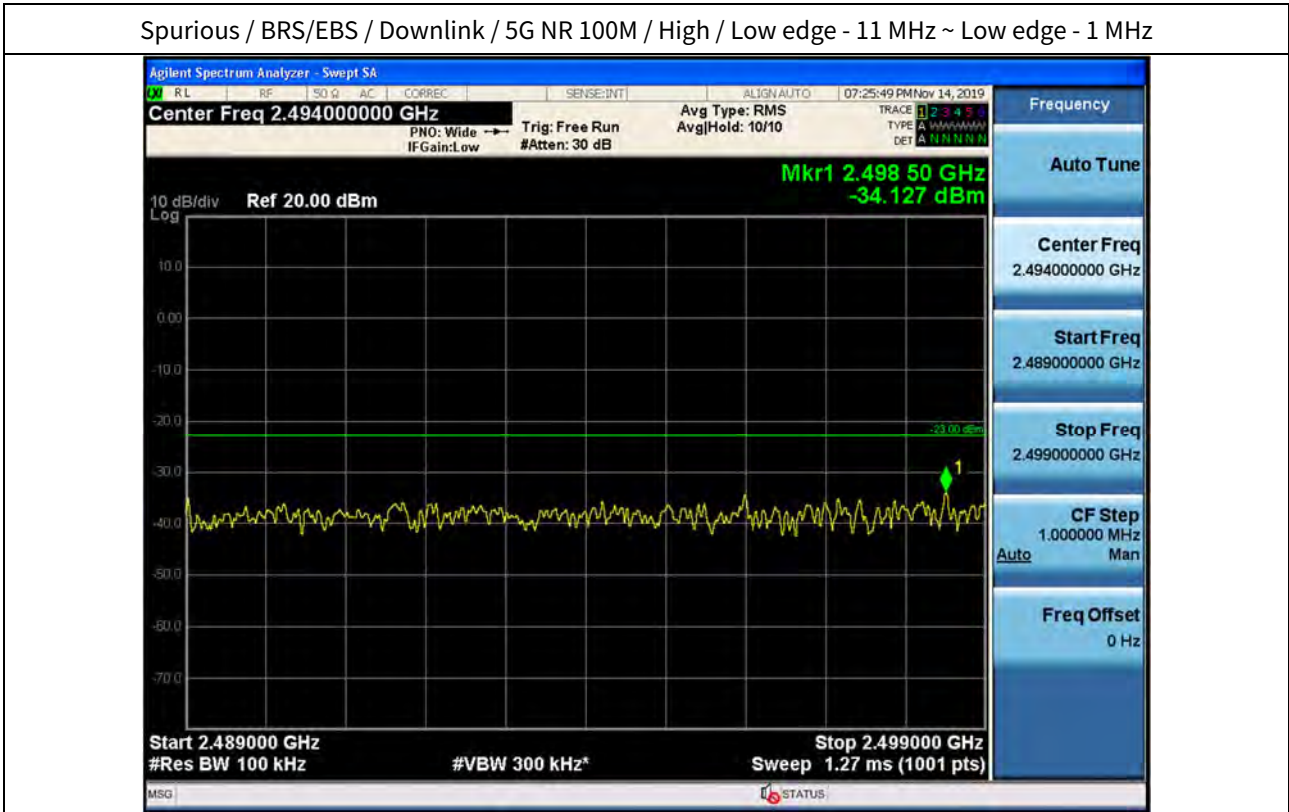 Spurious / BRS/EBS / Downlink / 5G NR 100M / High / Low edge - 11 MHz ~ Low edge - 1 MHz
Agilent Spectrum Analyzer - Swept SA
LXI RL RF 50 Ω AC CORREC SENSE:INT ALIGN AUTO 07:25:49 PM Nov 14, 2019
Center Freq 2.494000000 GHz
PNO: Wide
IFGain:Low
Trig: Free Run
#Atten: 30 dB
Avg Type: RMS
Avg|Hold: 10/10
TRACE 1 2 3 4 5 6
TYPE A WWWWW
DET A N N N N N
Mkr1 2.498 50 GHz
-34.127 dBm
10 dB/div Ref 20.00 dBm
Log
10.0
0.00
-10.0
-20.0
-23.00 dBm
-30.0
1
-40.0
-50.0
-60.0
-70.0
Start 2.489000 GHz
Stop 2.499000 GHz
#Res BW 100 kHz
#VBW 300 kHz*
Sweep 1.27 ms (1001 pts)
MSG
STATUS
Frequency
Auto Tune
Center Freq
2.494000000 GHz
Start Freq
2.489000000 GHz
Stop Freq
2.499000000 GHz
CF Step
1.000000 MHz
Auto Man
Freq Offset
0 Hz